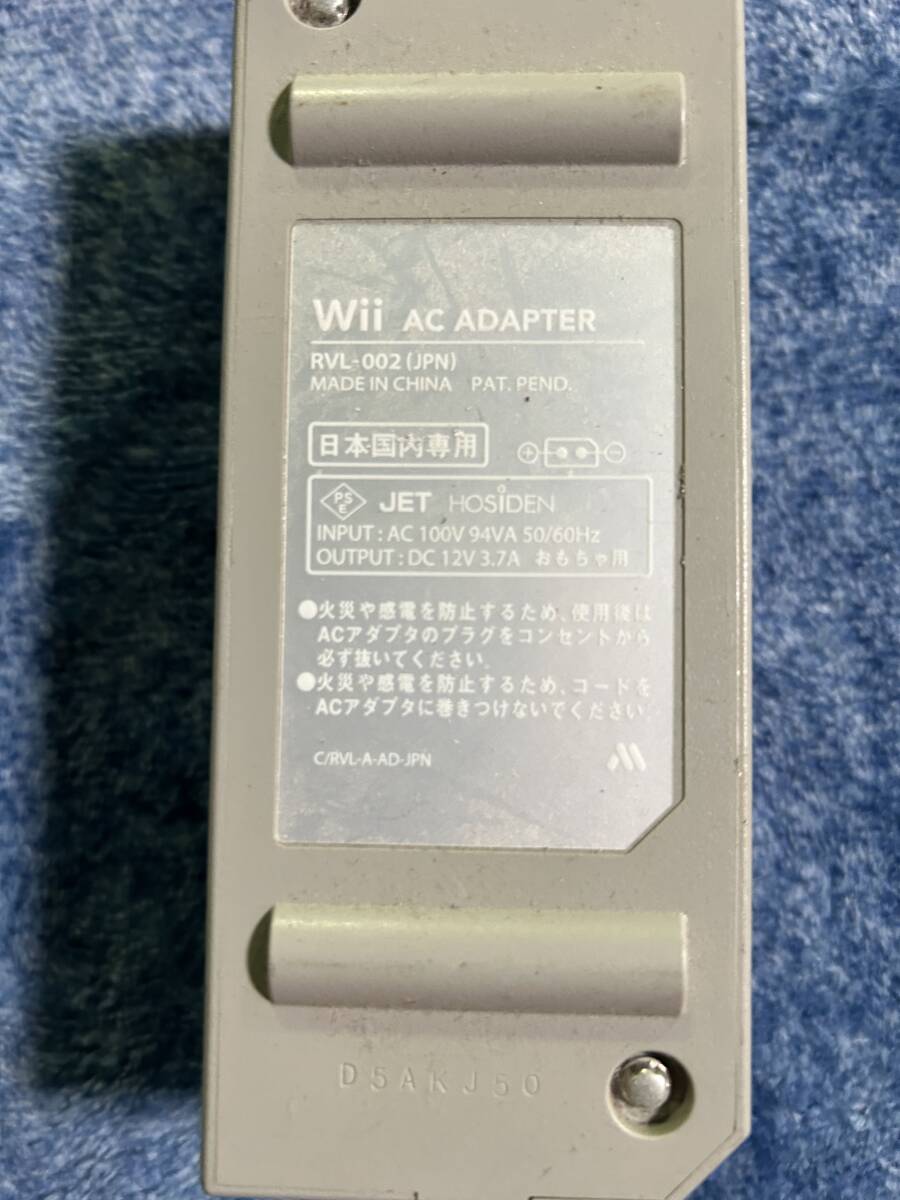 Wii AC ADAPTER
RVL-002 (JPN)
MADE IN CHINA PAT. PEND.
日本国内専用
PSE JET HOSIDEN
INPUT : AC 100V 94VA 50/60Hz
OUTPUT : DC 12V 3.7A おもちゃ用
●火災や感電を防止するため、使用後は
ACアダプタのプラグをコンセントから
必ず抜いてください。
●火災や感電を防止するため、コードを
ACアダプタに巻きつけないでください
C/RVL-A-AD-JPN
D5AKJ50